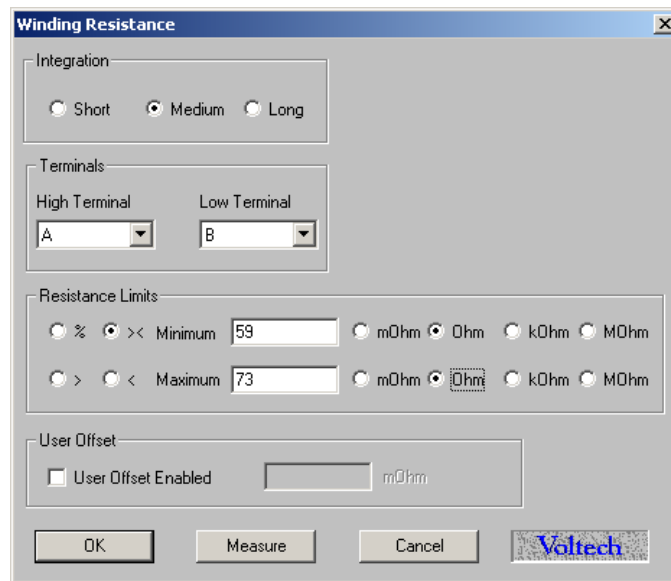 Winding Resistance
Integration
Short Medium Long
Terminals
High Terminal Low Terminal
A B
Resistance Limits
% >< Minimum 59 mOhm Ohm kOhm MOhm
> < Maximum 73 mOhm Ohm kOhm MOhm
User Offset
User Offset Enabled mOhm
OK Measure Cancel Voltech